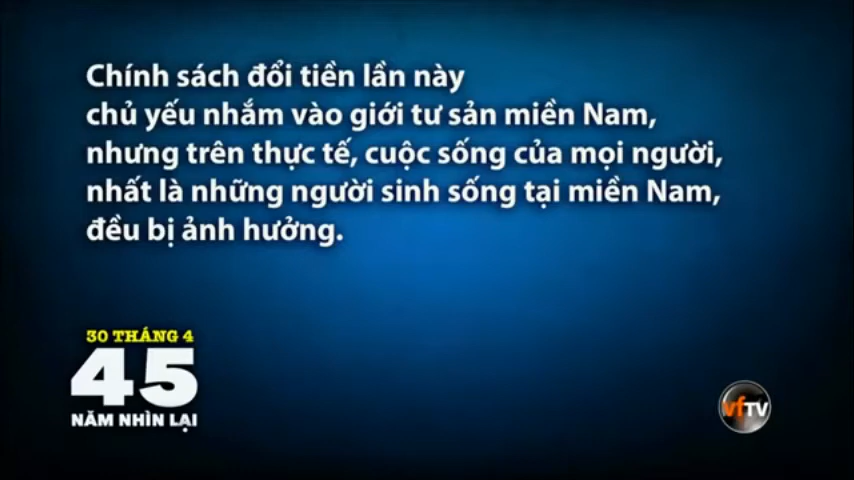 Chính sách đổi tiền lần này
chủ yếu nhắm vào giới tư sản miền Nam,
nhưng trên thực tế, cuộc sống của mọi người,
nhất là những người sinh sống tại miền Nam,
đều bị ảnh hưởng.
30 THÁNG 4
45
NĂM NHÌN LẠI
vfTV